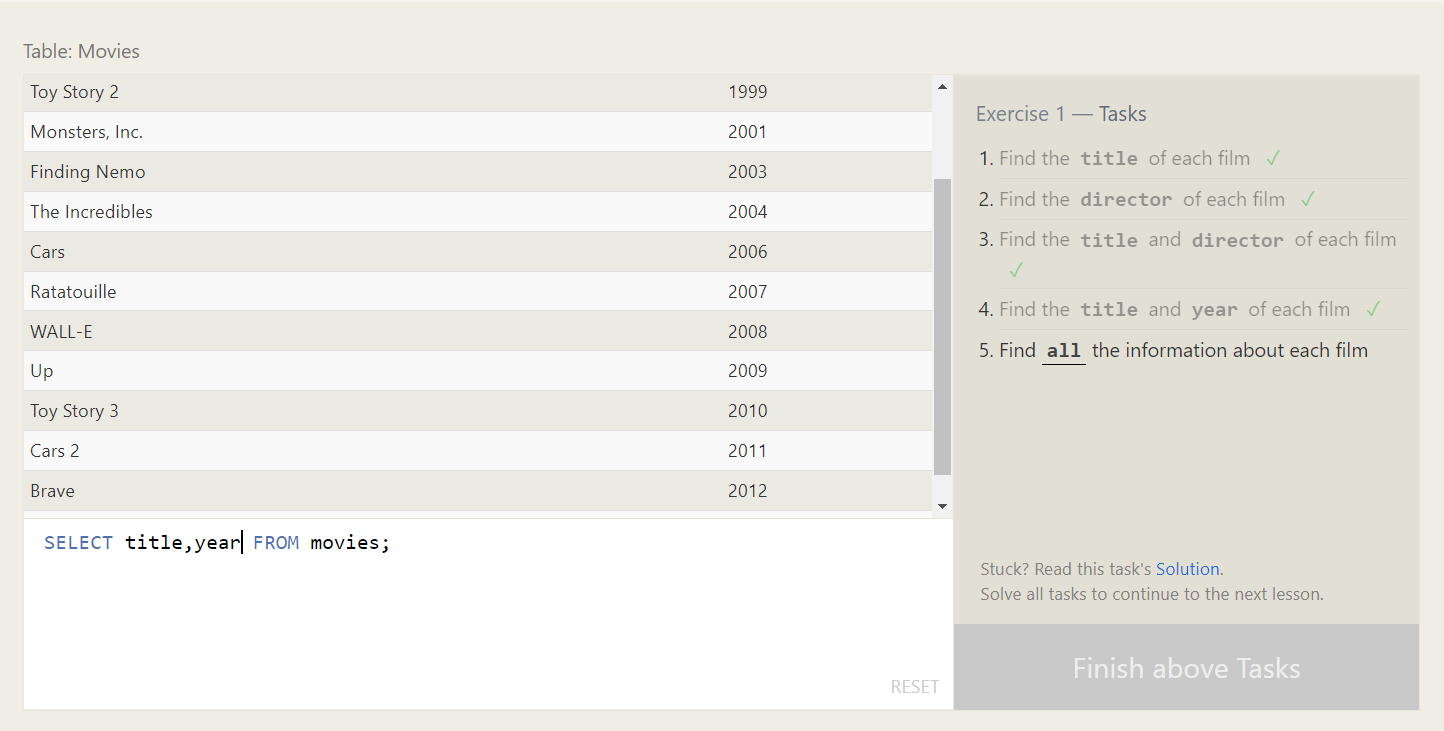 Table: Movies
Toy Story 2 1999
Monsters, Inc. 2001
Finding Nemo 2003
The Incredibles 2004
Cars 2006
Ratatouille 2007
WALL-E 2008
Up 2009
Toy Story 3 2010
Cars 2 2011
Brave 2012
SELECT title,year FROM movies;
RESET
Exercise 1 — Tasks
1. Find the title of each film ✓
2. Find the director of each film ✓
3. Find the title and director of each film
✓
4. Find the title and year of each film ✓
5. Find all the information about each film
Stuck? Read this task's Solution.
Solve all tasks to continue to the next lesson.
Finish above Tasks